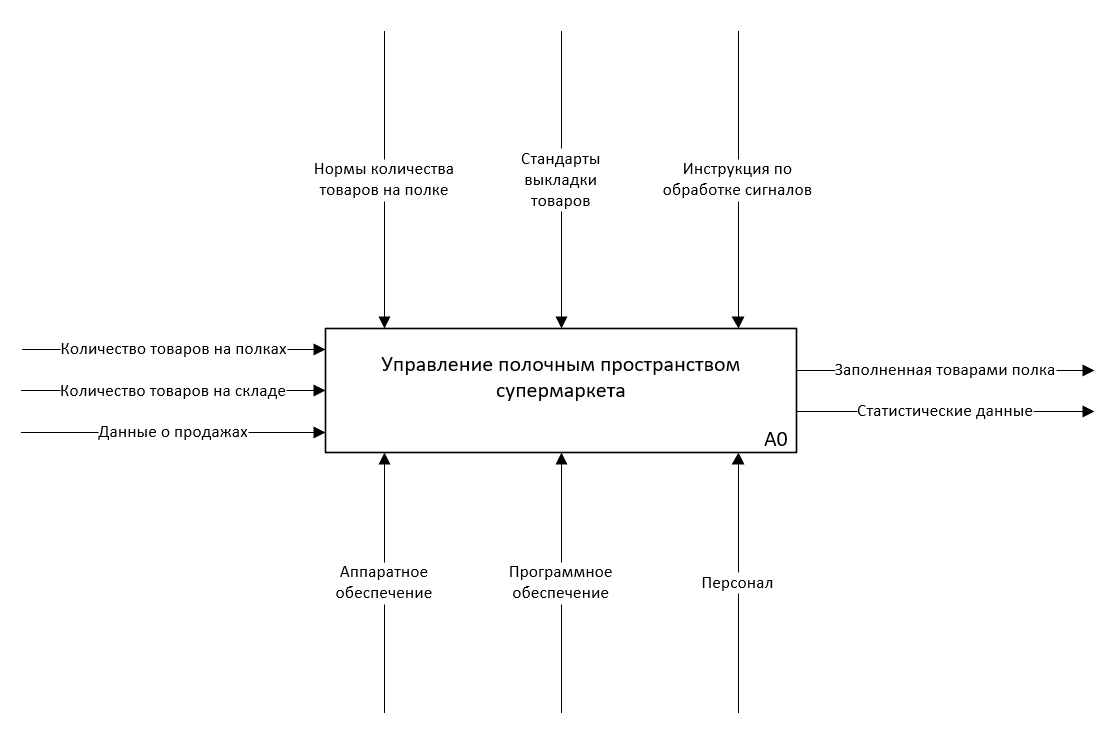 Нормы количества
товаров на полке
Стандарты
выкладки
товаров
Инструкция по
обработке сигналов
Количество товаров на полках
Количество товаров на складе
Данные о продажах
Управление полочным пространством
супермаркета
A0
Заполненная товарами полка
Статистические данные
Аппаратное
обеспечение
Программное
обеспечение
Персонал